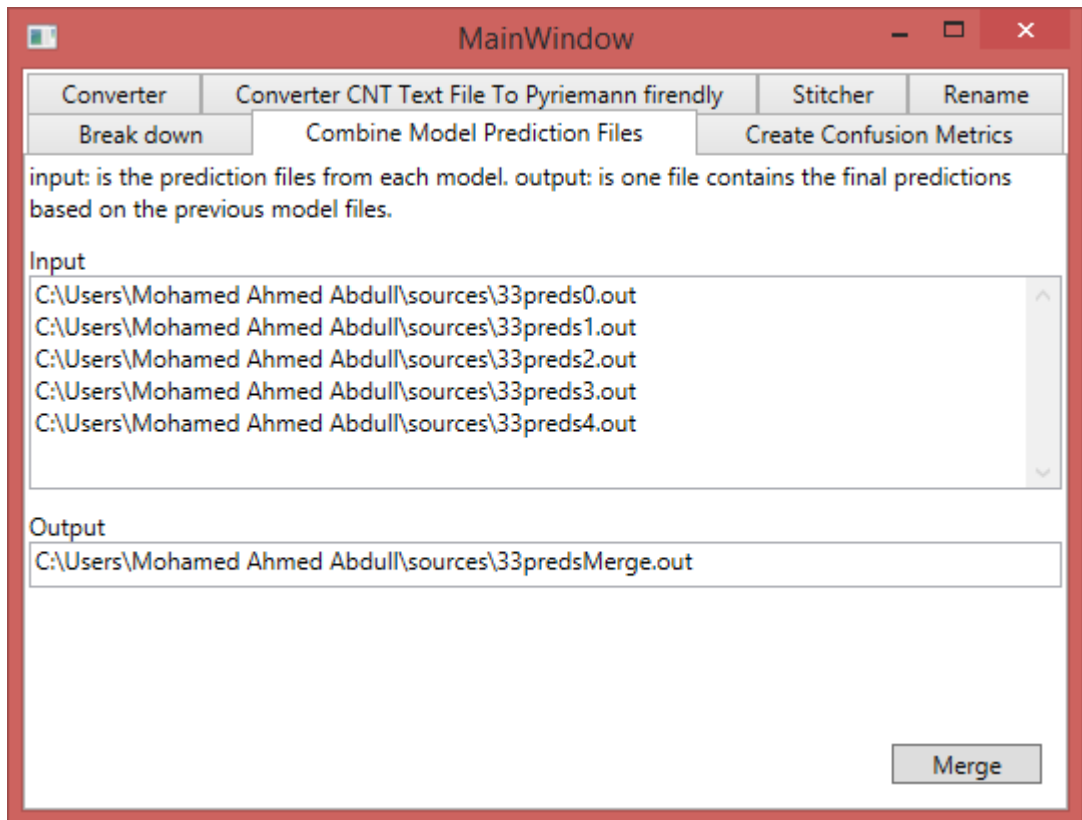 MainWindow
Converter Converter CNT Text File To Pyriemann firendly Stitcher Rename
Break down Combine Model Prediction Files Create Confusion Metrics
input: is the prediction files from each model. output: is one file contains the final predictions
based on the previous model files.
Input
C:\Users\Mohamed Ahmed Abdull\sources\33preds0.out
C:\Users\Mohamed Ahmed Abdull\sources\33preds1.out
C:\Users\Mohamed Ahmed Abdull\sources\33preds2.out
C:\Users\Mohamed Ahmed Abdull\sources\33preds3.out
C:\Users\Mohamed Ahmed Abdull\sources\33preds4.out
Output
C:\Users\Mohamed Ahmed Abdull\sources\33predsMerge.out
Merge